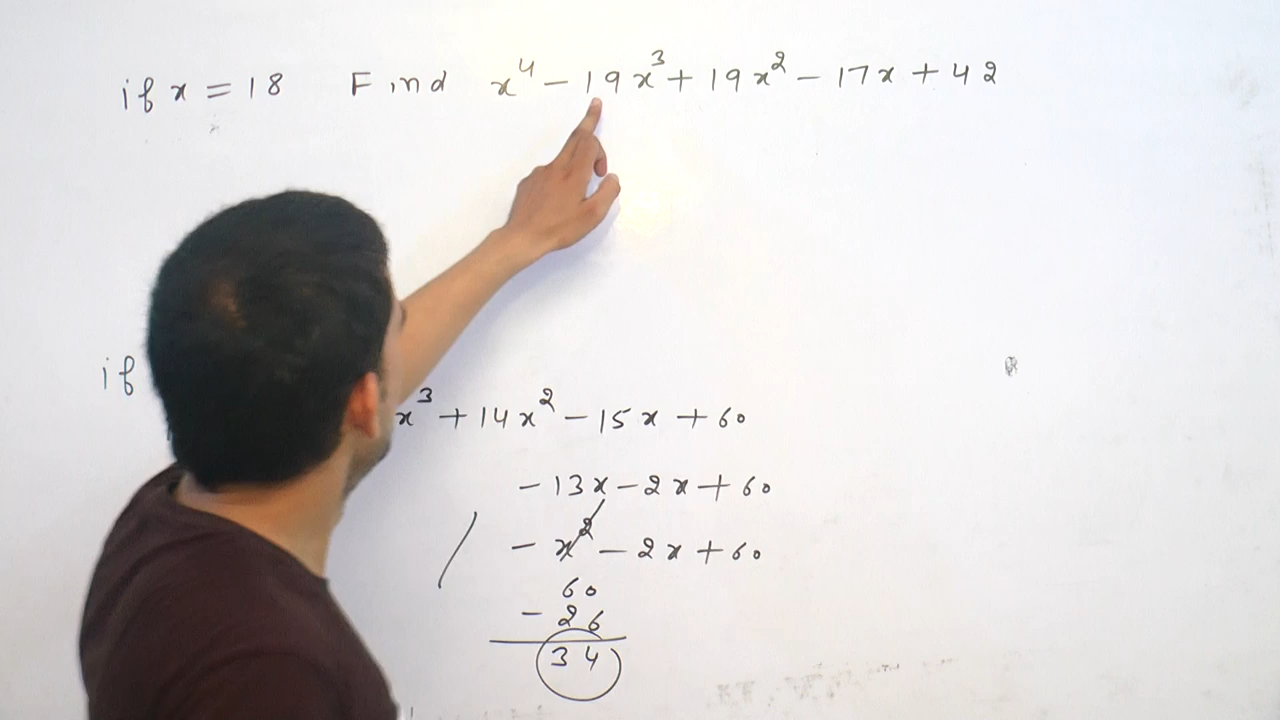 if x = 18 Find x⁴ - 19x³ + 19x² - 17x + 42
if
x³ + 14x² - 15x + 60
- 13x - 2x + 60
/ - x² - 2x + 60
60
- 26
34